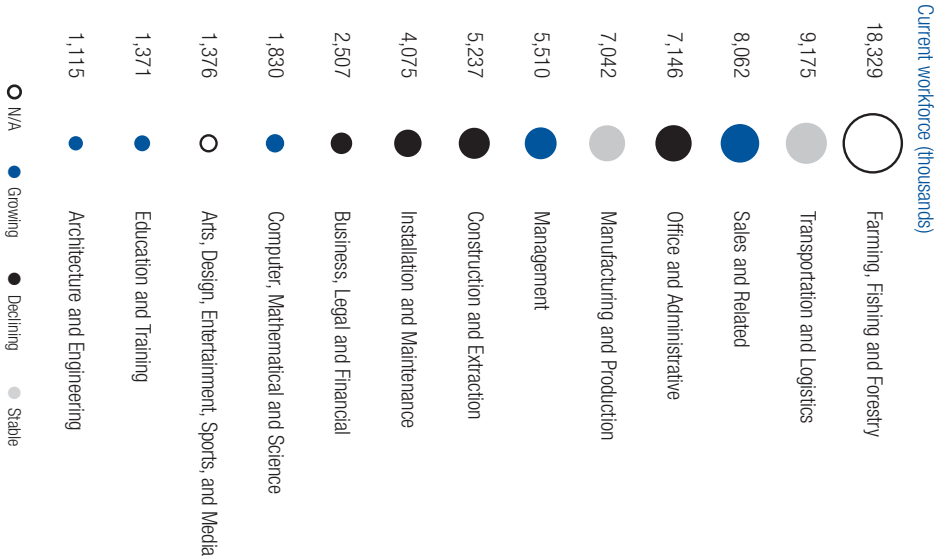 Current workforce (thousands)
18,329 Farming, Fishing and Forestry
9,175 Transportation and Logistics
8,062 Sales and Related
7,146 Office and Administrative
7,042 Manufacturing and Production
5,510 Management
5,237 Construction and Extraction
4,075 Installation and Maintenance
2,507 Business, Legal and Financial
1,830 Computer, Mathematical and Science
1,376 Arts, Design, Entertainment, Sports, and Media
1,371 Education and Training
1,115 Architecture and Engineering
N/A Growing Declining Stable